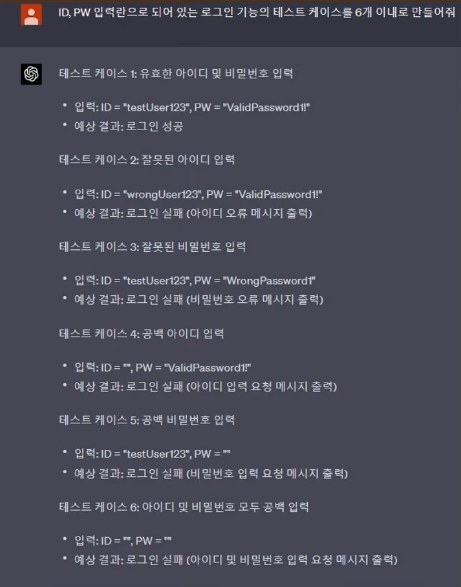 ID, PW 입력란으로 되어 있는 로그인 기능의 테스트 케이스를 6개 이내로 만들어줘
테스트 케이스 1: 유효한 아이디 및 비밀번호 입력
• 입력: ID = "testUser123", PW = "ValidPassword1!"
• 예상 결과: 로그인 성공
테스트 케이스 2: 잘못된 아이디 입력
• 입력: ID = "wrongUser123", PW = "ValidPassword1!"
• 예상 결과: 로그인 실패 (아이디 오류 메시지 출력)
테스트 케이스 3: 잘못된 비밀번호 입력
• 입력: ID = "testUser123", PW = "WrongPassword1"
• 예상 결과: 로그인 실패 (비밀번호 오류 메시지 출력)
테스트 케이스 4: 공백 아이디 입력
• 입력: ID = "", PW = "ValidPassword1!"
• 예상 결과: 로그인 실패 (아이디 입력 요청 메시지 출력)
테스트 케이스 5: 공백 비밀번호 입력
• 입력: ID = "testUser123", PW = ""
• 예상 결과: 로그인 실패 (비밀번호 입력 요청 메시지 출력)
테스트 케이스 6: 아이디 및 비밀번호 모두 공백 입력
• 입력: ID = "", PW = ""
• 예상 결과: 로그인 실패 (아이디 및 비밀번호 입력 요청 메시지 출력)